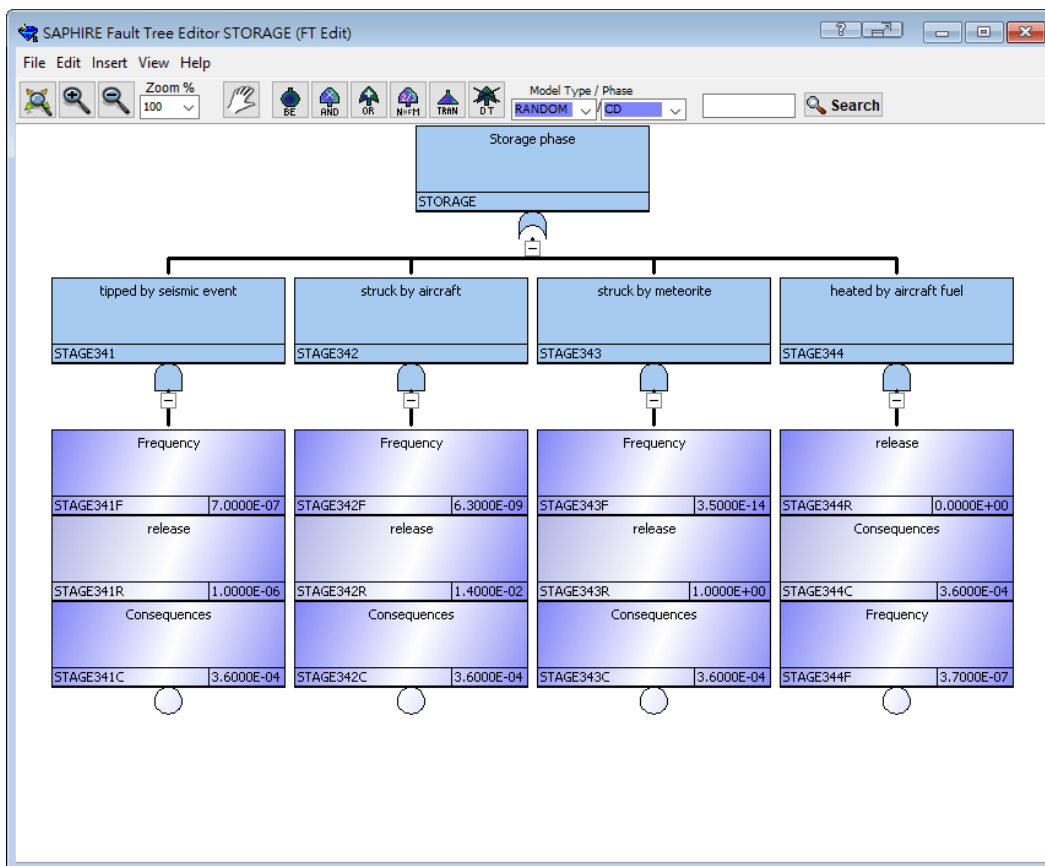 SAPHIRE Fault Tree Editor STORAGE (FT Edit)
File Edit Insert View Help
Zoom %
100
BE
AND
OR
NofM
TRAN
DT
Model Type / Phase
RANDOM / CD
Search
Storage phase
STORAGE
tipped by seismic event
STAGE341
struck by aircraft
STAGE342
struck by meteorite
STAGE343
heated by aircraft fuel
STAGE344
Frequency
STAGE341F 7.0000E-07
release
STAGE341R 1.0000E-06
Consequences
STAGE341C 3.6000E-04
Frequency
STAGE342F 6.3000E-09
release
STAGE342R 1.4000E-02
Consequences
STAGE342C 3.6000E-04
Frequency
STAGE343F 3.5000E-14
release
STAGE343R 1.0000E+00
Consequences
STAGE343C 3.6000E-04
release
STAGE344R 0.0000E+00
Consequences
STAGE344C 3.6000E-04
Frequency
STAGE344F 3.7000E-07